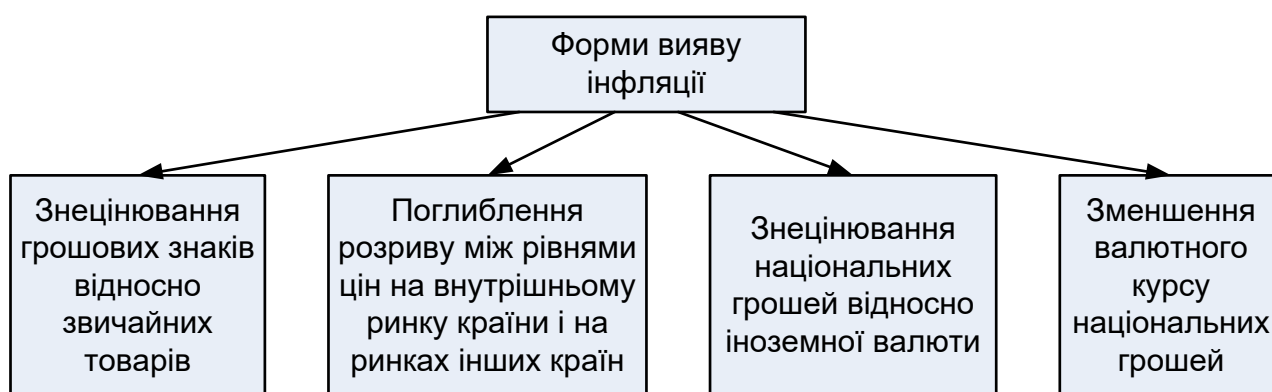 Форми вияву
інфляції
Знецінювання
грошових знаків
відносно
звичайних
товарів
Поглиблення
розриву між рівнями
цін на внутрішньому
ринку країни і на
ринках інших країн
Знецінювання
національних
грошей відносно
іноземної валюти
Зменшення
валютного
курсу
національних
грошей